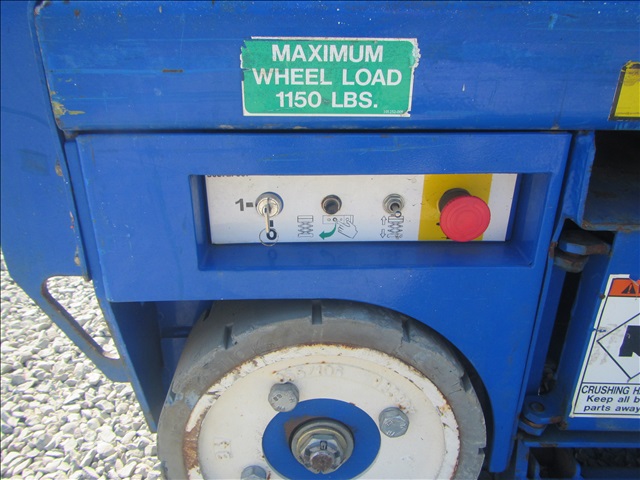 MAXIMUM
WHEEL LOAD
1150 LBS.
1
CRUSHING H
Keep all b
parts away